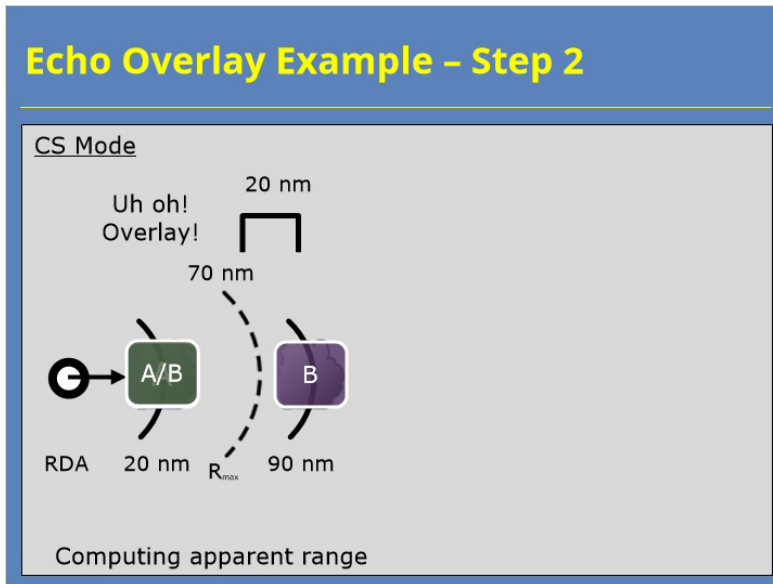 Echo Overlay Example – Step 2
CS Mode
20 nm
Uh oh!
Overlay!
70 nm
A/B
B
RDA
20 nm
Rmax
90 nm
Computing apparent range